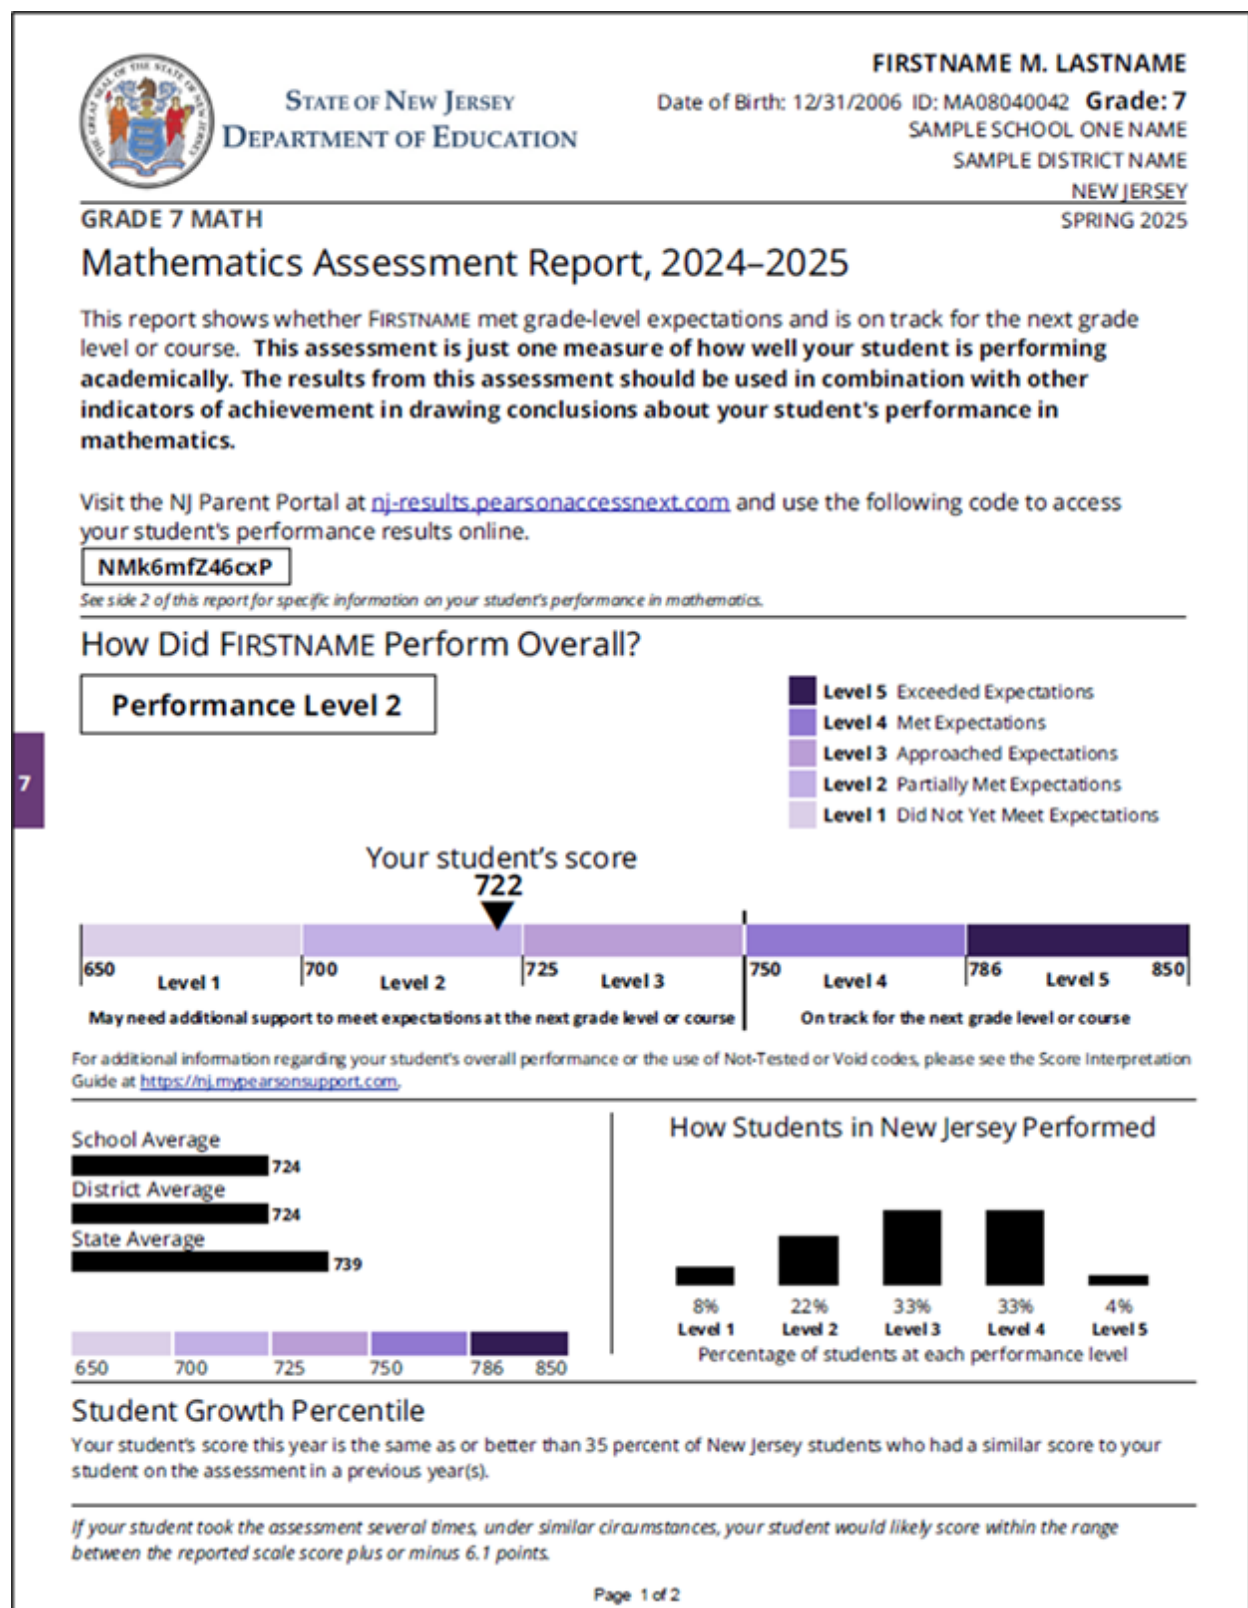 THE GREAT SEAL OF THE STATE OF NEW JERSEY
STATE OF NEW JERSEY
DEPARTMENT OF EDUCATION
FIRSTNAME M. LASTNAME
Date of Birth: 12/31/2006 ID: MA08040042 Grade: 7
SAMPLE SCHOOL ONE NAME
SAMPLE DISTRICT NAME
NEW JERSEY
GRADE 7 MATH
SPRING 2025
Mathematics Assessment Report, 2024–2025
This report shows whether FIRSTNAME met grade-level expectations and is on track for the next grade
level or course. This assessment is just one measure of how well your student is performing
academically. The results from this assessment should be used in combination with other
indicators of achievement in drawing conclusions about your student's performance in
mathematics.
Visit the NJ Parent Portal at nj-results.pearsonaccessnext.com and use the following code to access
your student's performance results online.
NMk6mfZ46cxP
See side 2 of this report for specific information on your student's performance in mathematics.
How Did FIRSTNAME Perform Overall?
Performance Level 2
Level 5 Exceeded Expectations
Level 4 Met Expectations
Level 3 Approached Expectations
Level 2 Partially Met Expectations
Level 1 Did Not Yet Meet Expectations
7
Your student's score
722
650 Level 1 700 Level 2 725 Level 3 750 Level 4 786 Level 5 850
May need additional support to meet expectations at the next grade level or course
On track for the next grade level or course
For additional information regarding your student's overall performance or the use of Not-Tested or Void codes, please see the Score Interpretation
Guide at https://nj.mypearsonsupport.com.
School Average
724
District Average
724
State Average
739
650 700 725 750 786 850
How Students in New Jersey Performed
8% 22% 33% 33% 4%
Level 1 Level 2 Level 3 Level 4 Level 5
Percentage of students at each performance level
Student Growth Percentile
Your student's score this year is the same as or better than 35 percent of New Jersey students who had a similar score to your
student on the assessment in a previous year(s).
If your student took the assessment several times, under similar circumstances, your student would likely score within the range
between the reported scale score plus or minus 6.1 points.
Page 1 of 2